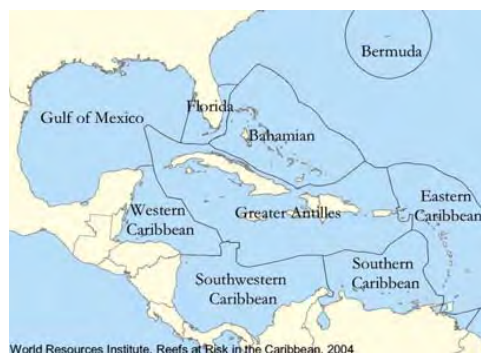 Bermuda
Florida
Gulf of Mexico
Bahamian
Eastern
Caribbean
Western
Caribbean
Greater Antilles
Southern
Caribbean
Southwestern
Caribbean
World Resources Institute, Reefs at Risk in the Caribbean, 2004